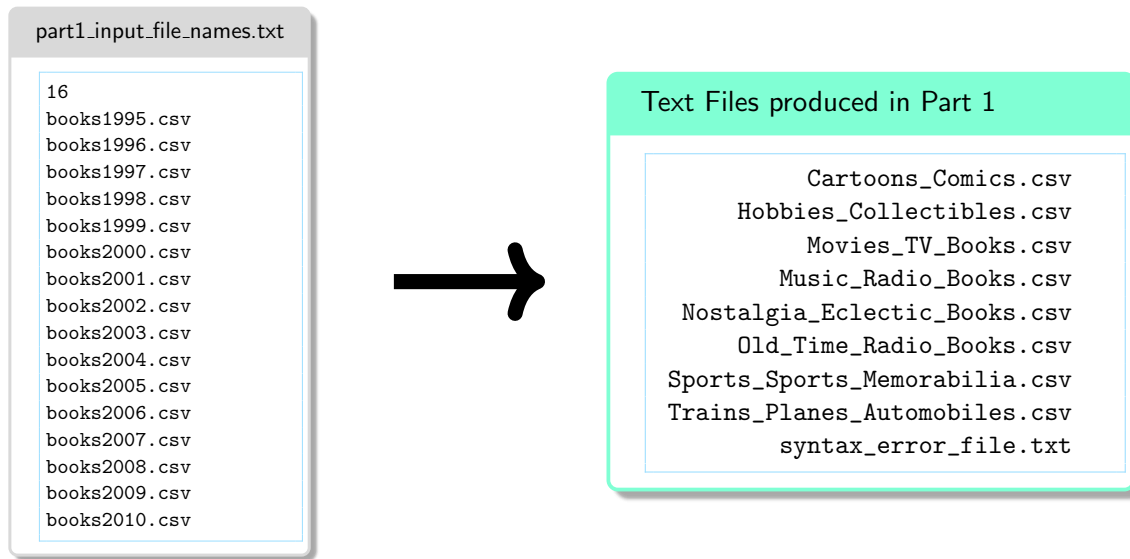 part1_input_file_names.txt
16
books1995.csv
books1996.csv
books1997.csv
books1998.csv
books1999.csv
books2000.csv
books2001.csv
books2002.csv
books2003.csv
books2004.csv
books2005.csv
books2006.csv
books2007.csv
books2008.csv
books2009.csv
books2010.csv
Text Files produced in Part 1
Cartoons_Comics.csv
Hobbies_Collectibles.csv
Movies_TV_Books.csv
Music_Radio_Books.csv
Nostalgia_Eclectic_Books.csv
Old_Time_Radio_Books.csv
Sports_Sports_Memorabilia.csv
Trains_Planes_Automobiles.csv
syntax_error_file.txt